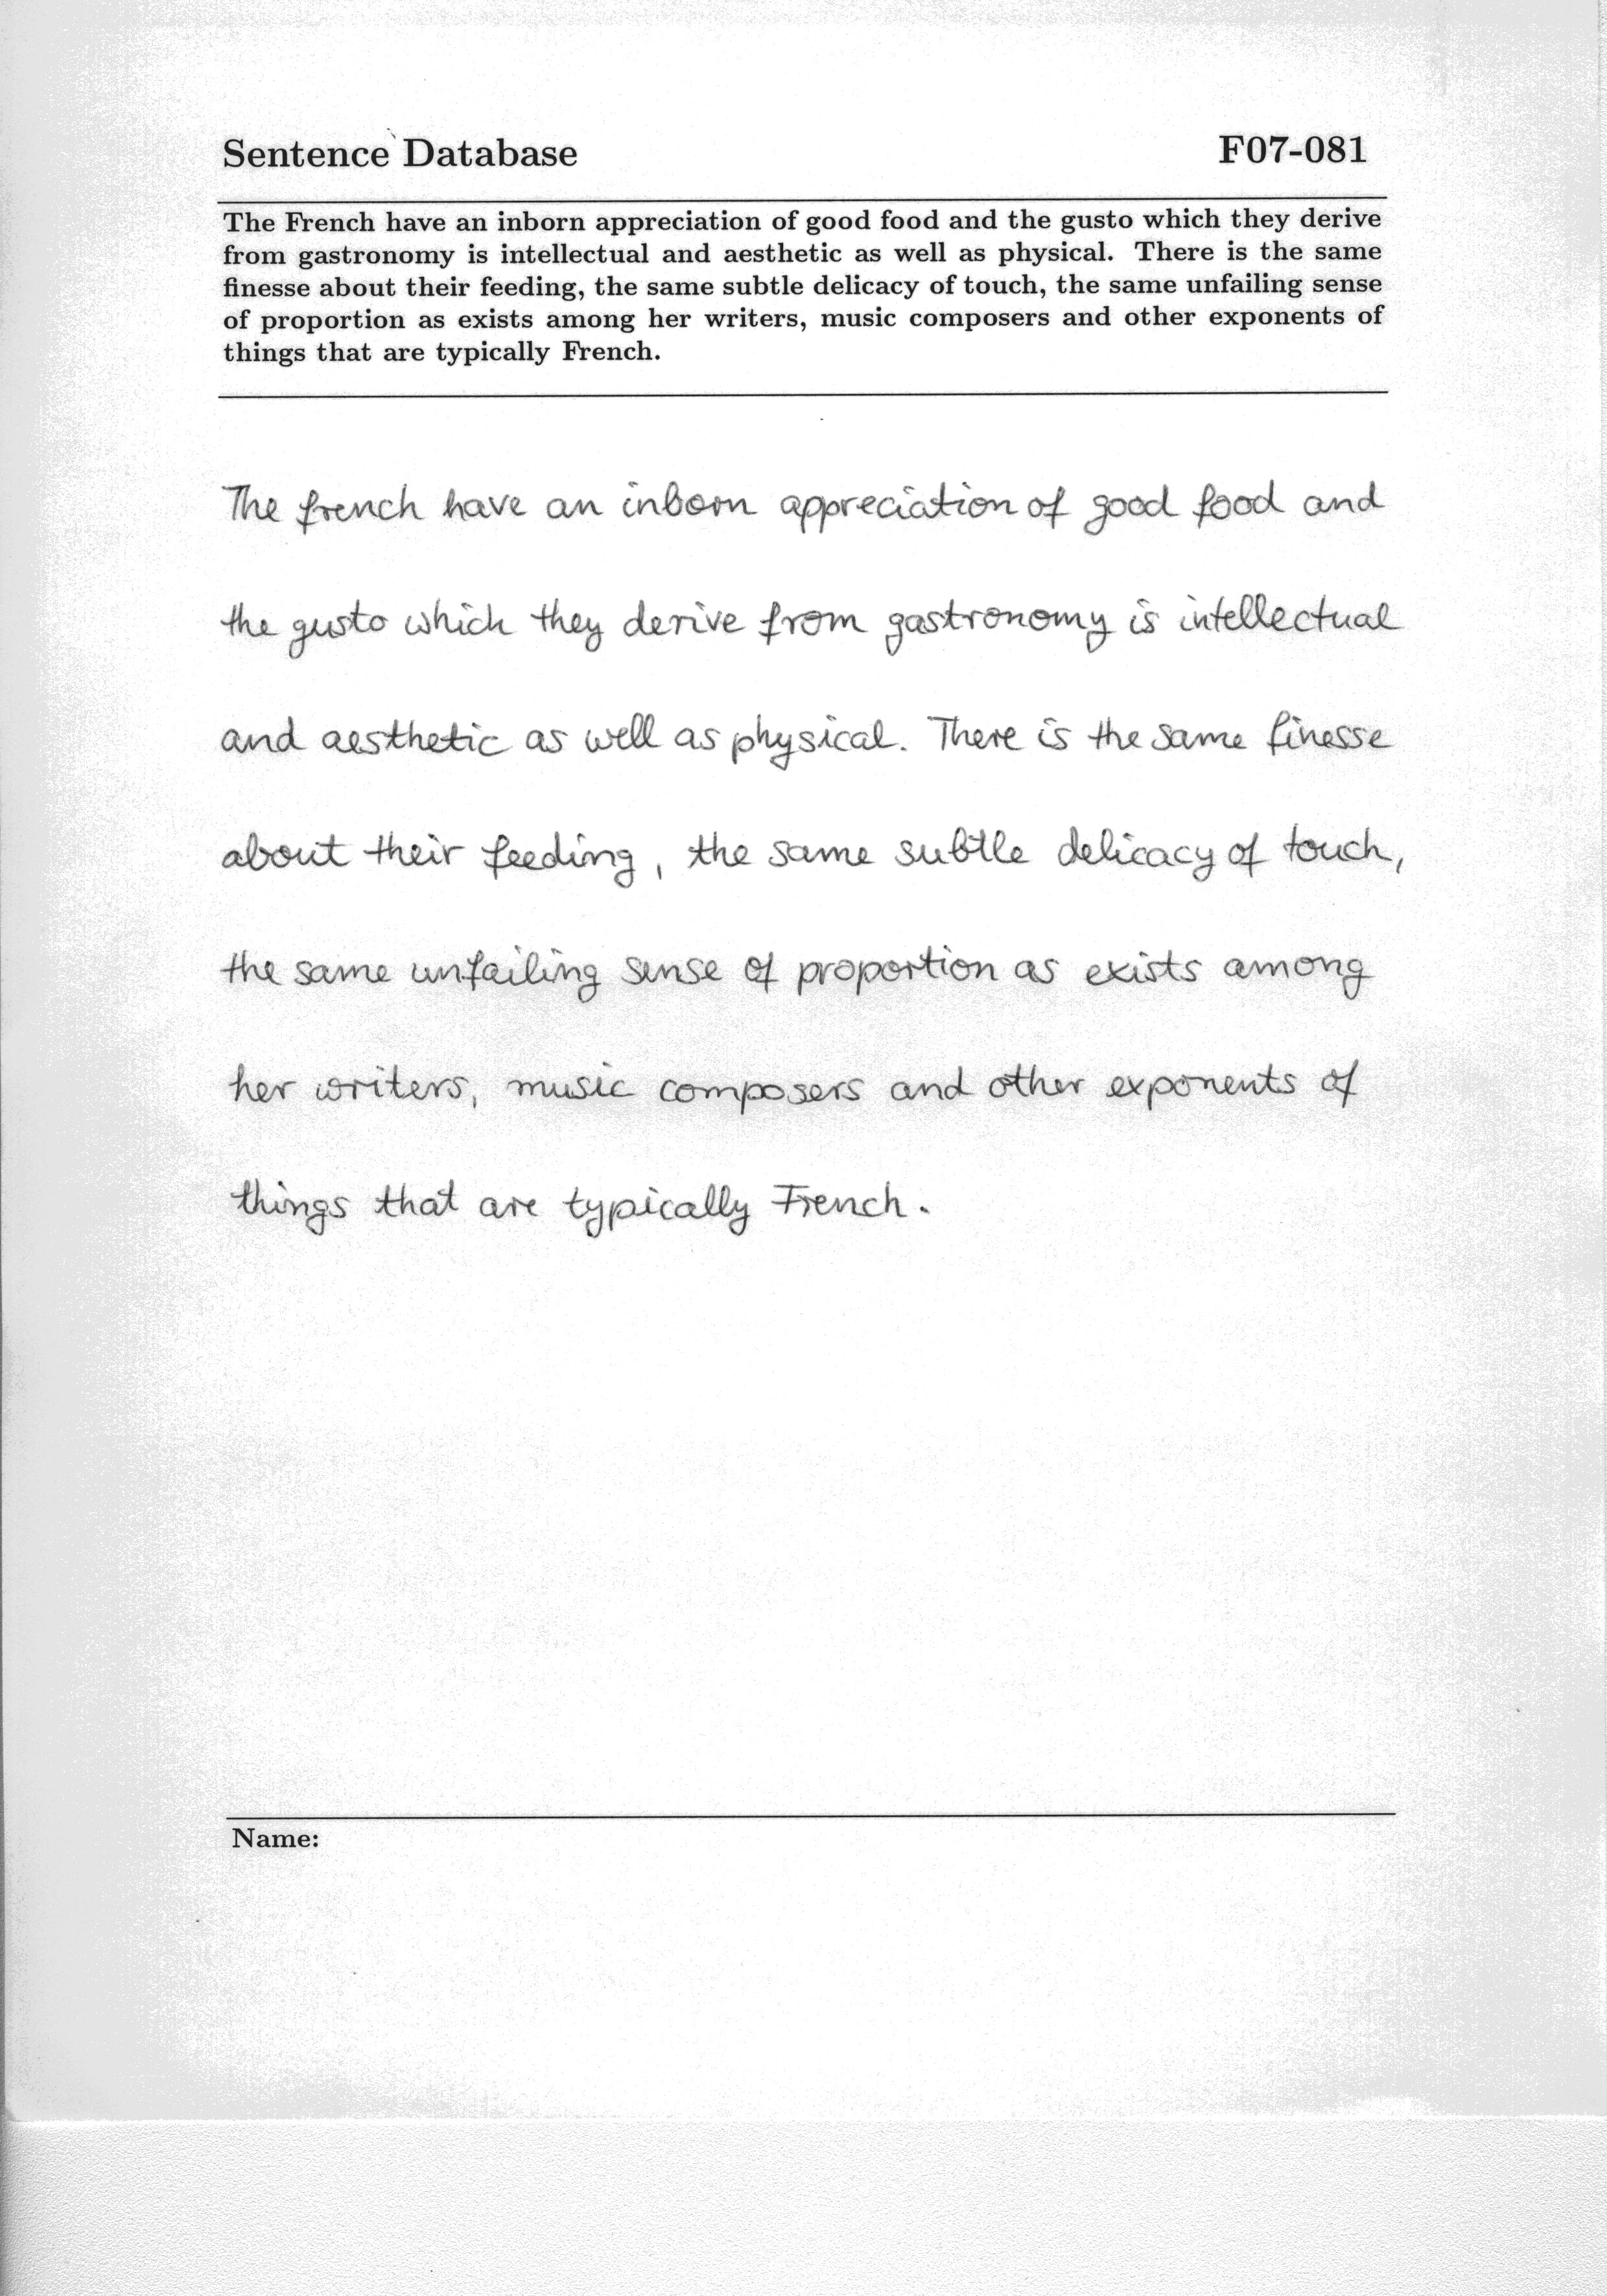 Sentence Database F07-081
The French have an inborn appreciation of good food and the gusto which they derive
from gastronomy is intellectual and aesthetic as well as physical. There is the same
finesse about their feeding, the same subtle delicacy of touch, the same unfailing sense
of proportion as exists among her writers, music composers and other exponents of
things that are typically French.
The french have an inborn appreciation of good food and
the gusto which they derive from gastronomy is intellectual
and aesthetic as well as physical. There is the same finesse
about their feeding, the same subtle delicacy of touch,
the same unfailing sense of proportion as exists among
her writers, music composers and other exponents of
things that are typically French.
Name: